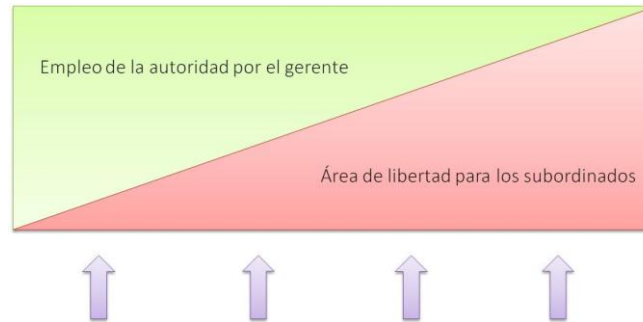 Empleo de la autoridad por el gerente
Área de libertad para los subordinados